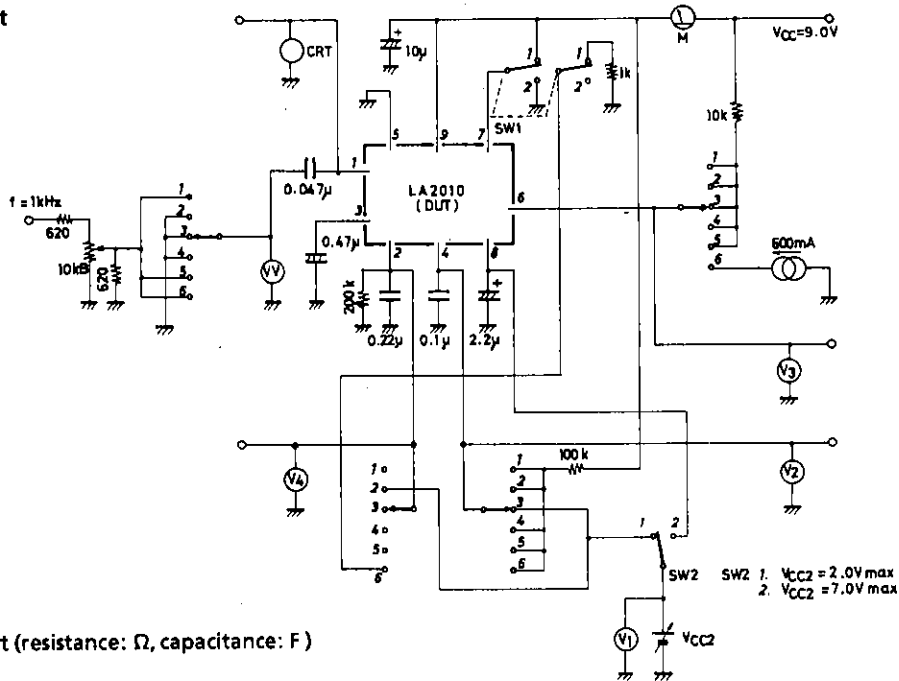 t
CRT
10μ
+
M
VCC=9.0V
1
2
1
2
1k
SW1
10k
5
9
7
1
LA2010
(DUT)
6
0.047μ
3
2
4
8
f = 1kHz
620
10kB
620
1
2
3
4
5
6
VV
0.47μ
200k
0.22μ
0.1μ
2.2μ
+
1
2
3
4
5
6
600mA
V3
V4
V2
1
2
3
4
5
6
1
2
3
4
5
6
100k
1
2
SW2
SW2 1. VCC2 = 2.0V max
2. VCC2 = 7.0V max
V1
VCC2
rt (resistance: Ω, capacitance: F)